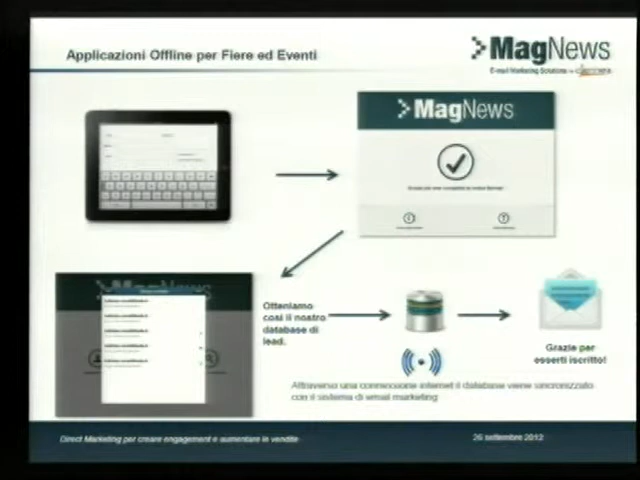 Applicazioni Offline per Fiere ed Eventi
MagNews
E-mail Marketing Solutions
MagNews
MagNews
Otteniamo
così il nostro
database di
lead.
Grazie per
esserti iscritto!
Attraverso una connessione internet il database viene sincronizzato
con il sistema di email marketing
Direct Marketing per creare engagement e aumentare le vendite
26 settembre 2012